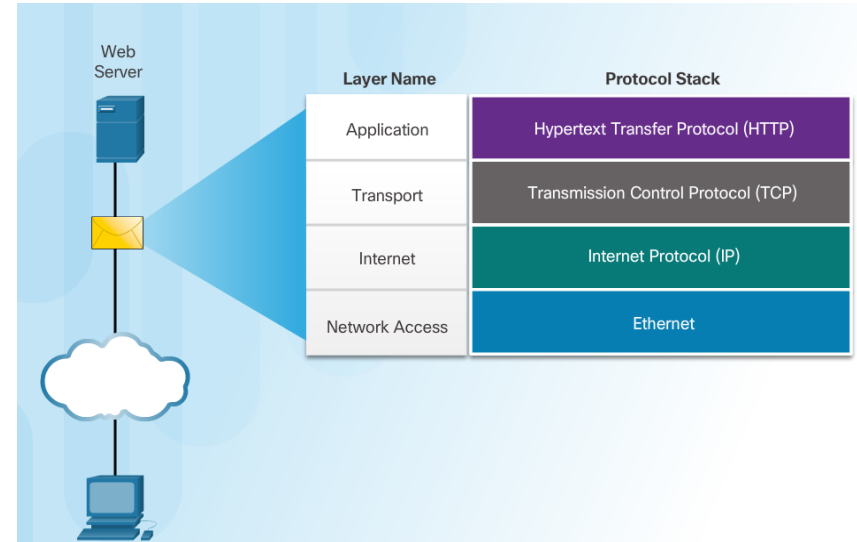 Web
Server
Layer Name
Protocol Stack
Application
Hypertext Transfer Protocol (HTTP)
Transport
Transmission Control Protocol (TCP)
Internet
Internet Protocol (IP)
Network Access
Ethernet